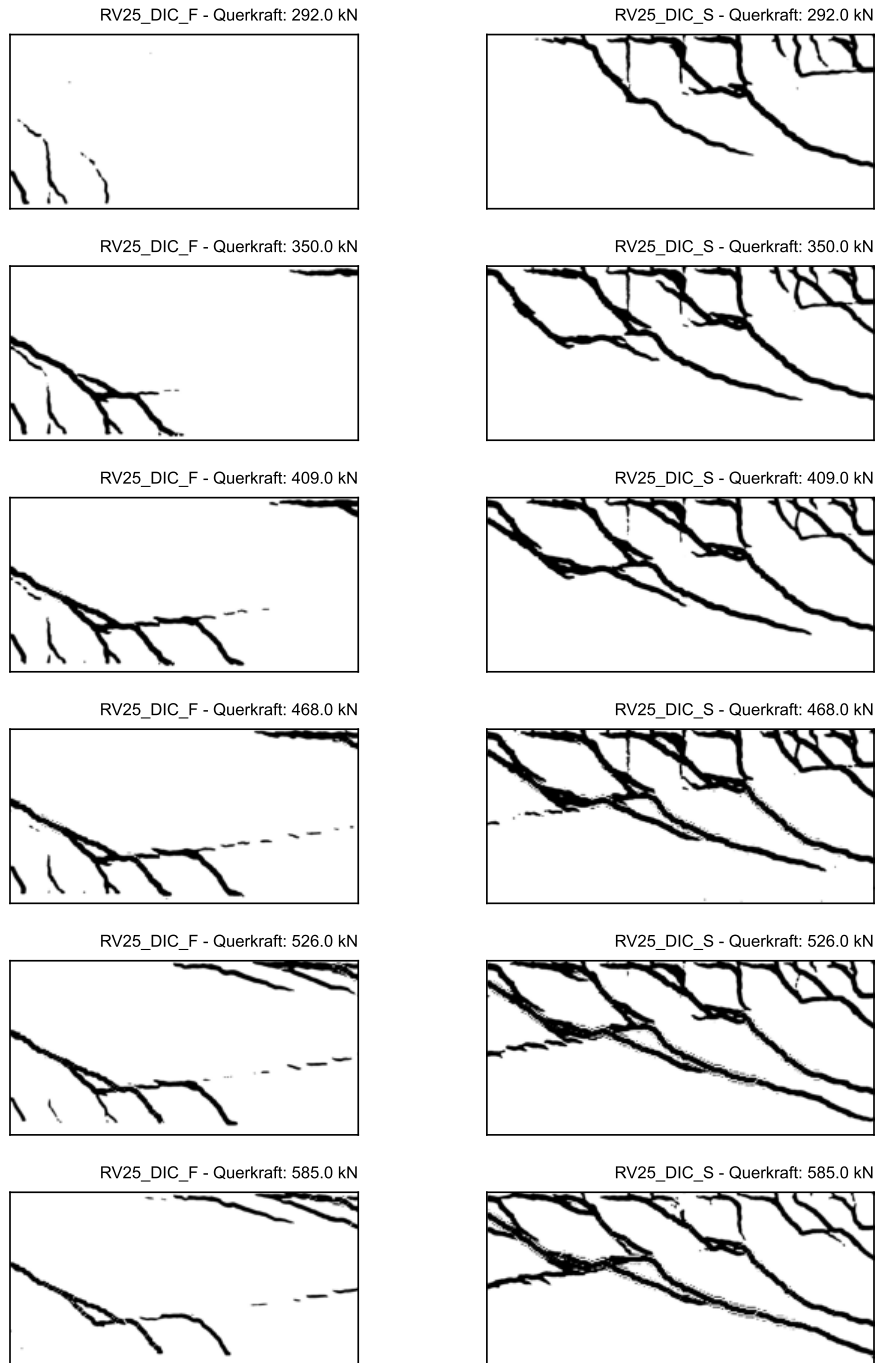 RV25_DIC_F - Querkraft: 292.0 kN
RV25_DIC_S - Querkraft: 292.0 kN
RV25_DIC_F - Querkraft: 350.0 kN
RV25_DIC_S - Querkraft: 350.0 kN
RV25_DIC_F - Querkraft: 409.0 kN
RV25_DIC_S - Querkraft: 409.0 kN
RV25_DIC_F - Querkraft: 468.0 kN
RV25_DIC_S - Querkraft: 468.0 kN
RV25_DIC_F - Querkraft: 526.0 kN
RV25_DIC_S - Querkraft: 526.0 kN
RV25_DIC_F - Querkraft: 585.0 kN
RV25_DIC_S - Querkraft: 585.0 kN